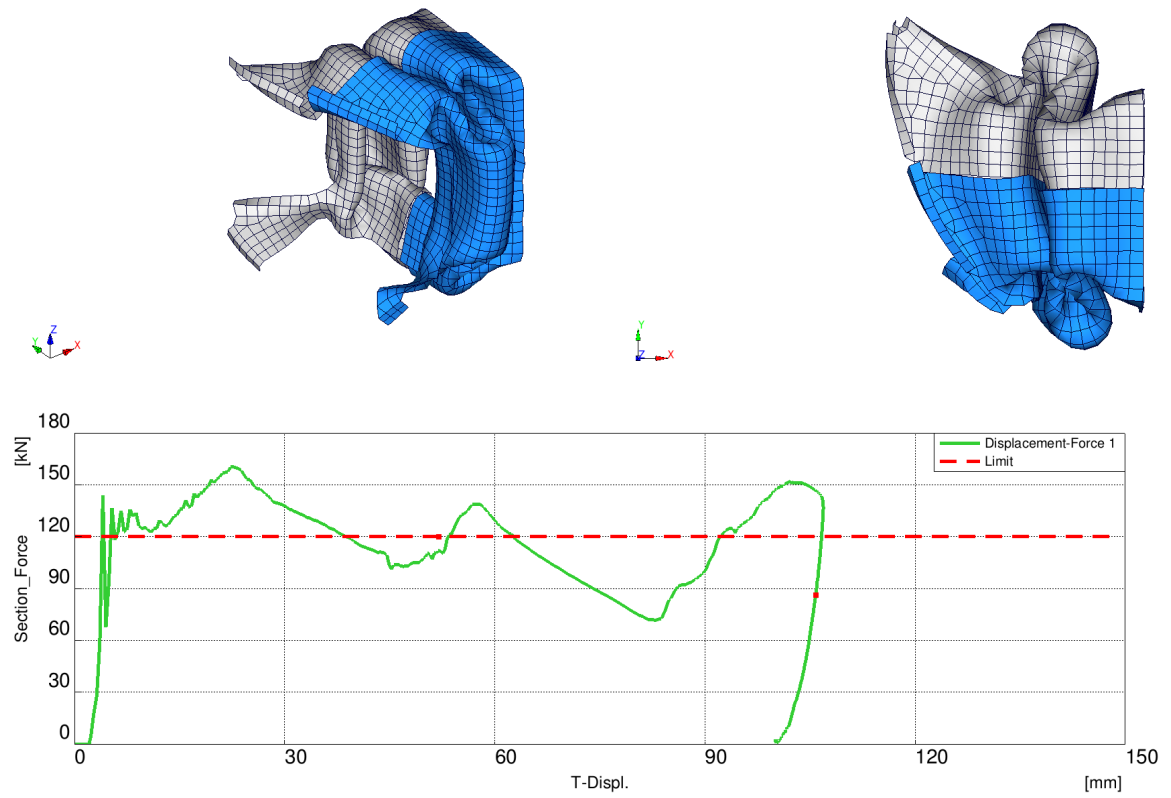 Z
Y
X
Y
Z
X
180
[kN]
150
120
Section_Force
90
60
30
0
Displacement-Force 1
Limit
0
30
60
90
120
150
T-Displ.
[mm]